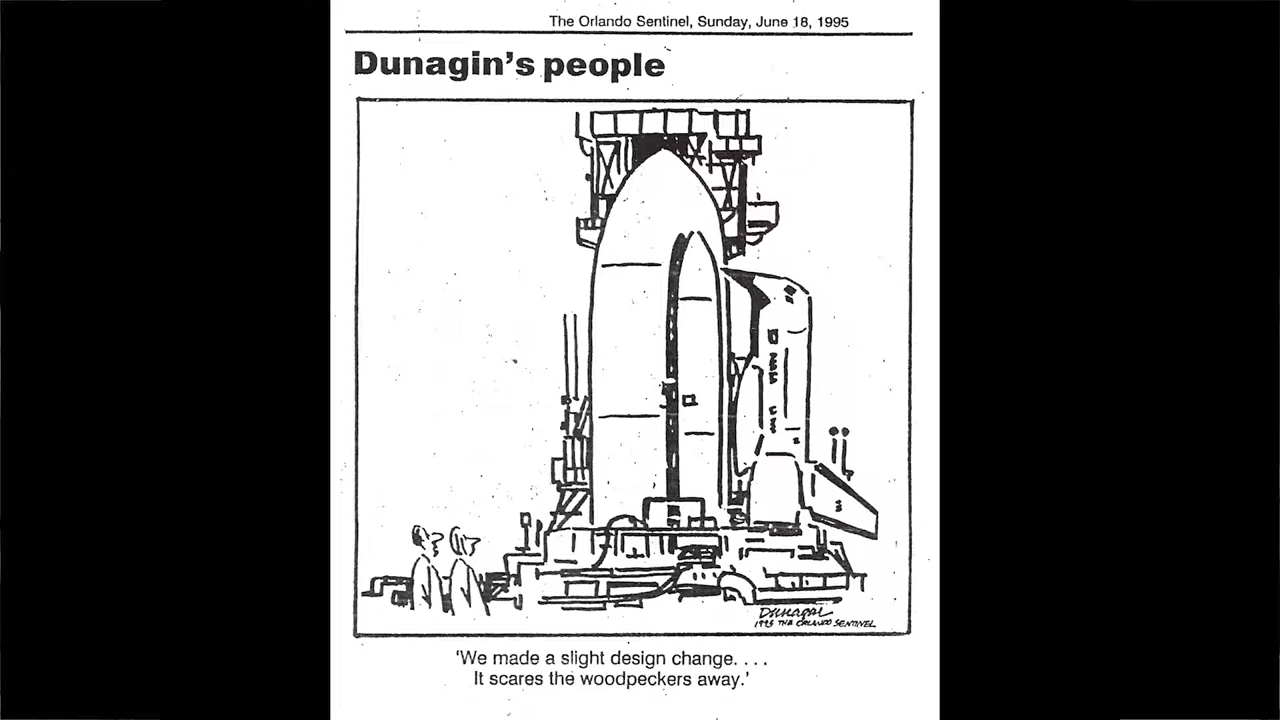 The Orlando Sentinel, Sunday, June 18, 1995
Dunagin's people
DUNAGIN
1995 THE ORLANDO SENTINEL
'We made a slight design change. . . .
It scares the woodpeckers away.'